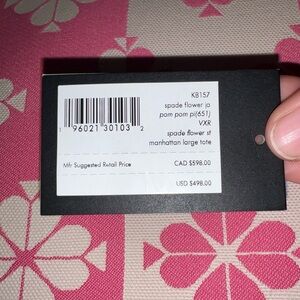 KB157
spade flower ja
pom pom pi(651)
VXR
spade flower st
manhattan large tote
1 96021 30103 2
Mfr Suggested Retail Price
CAD $598.00
USD $498.00